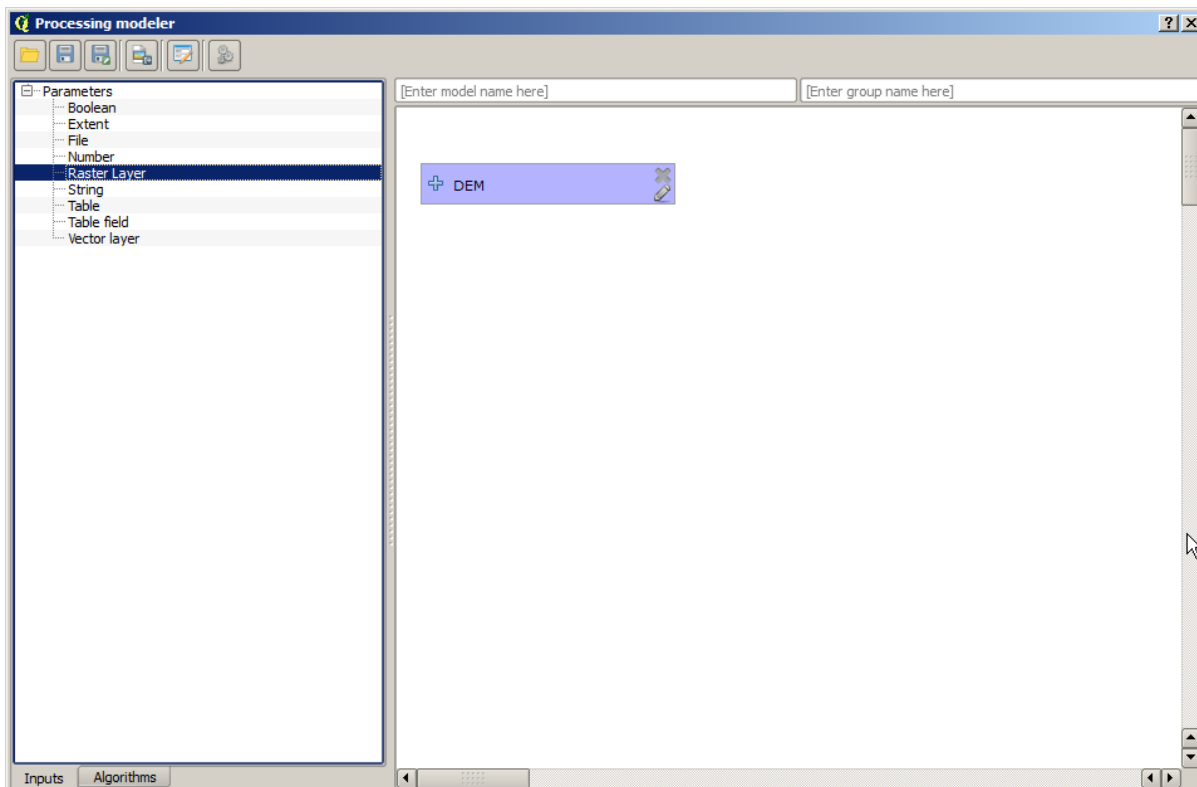 Processing modeler
Parameters
Boolean
Extent
File
Number
Raster Layer
String
Table
Table field
Vector layer
Inputs
Algorithms
[Enter model name here]
[Enter group name here]
DEM